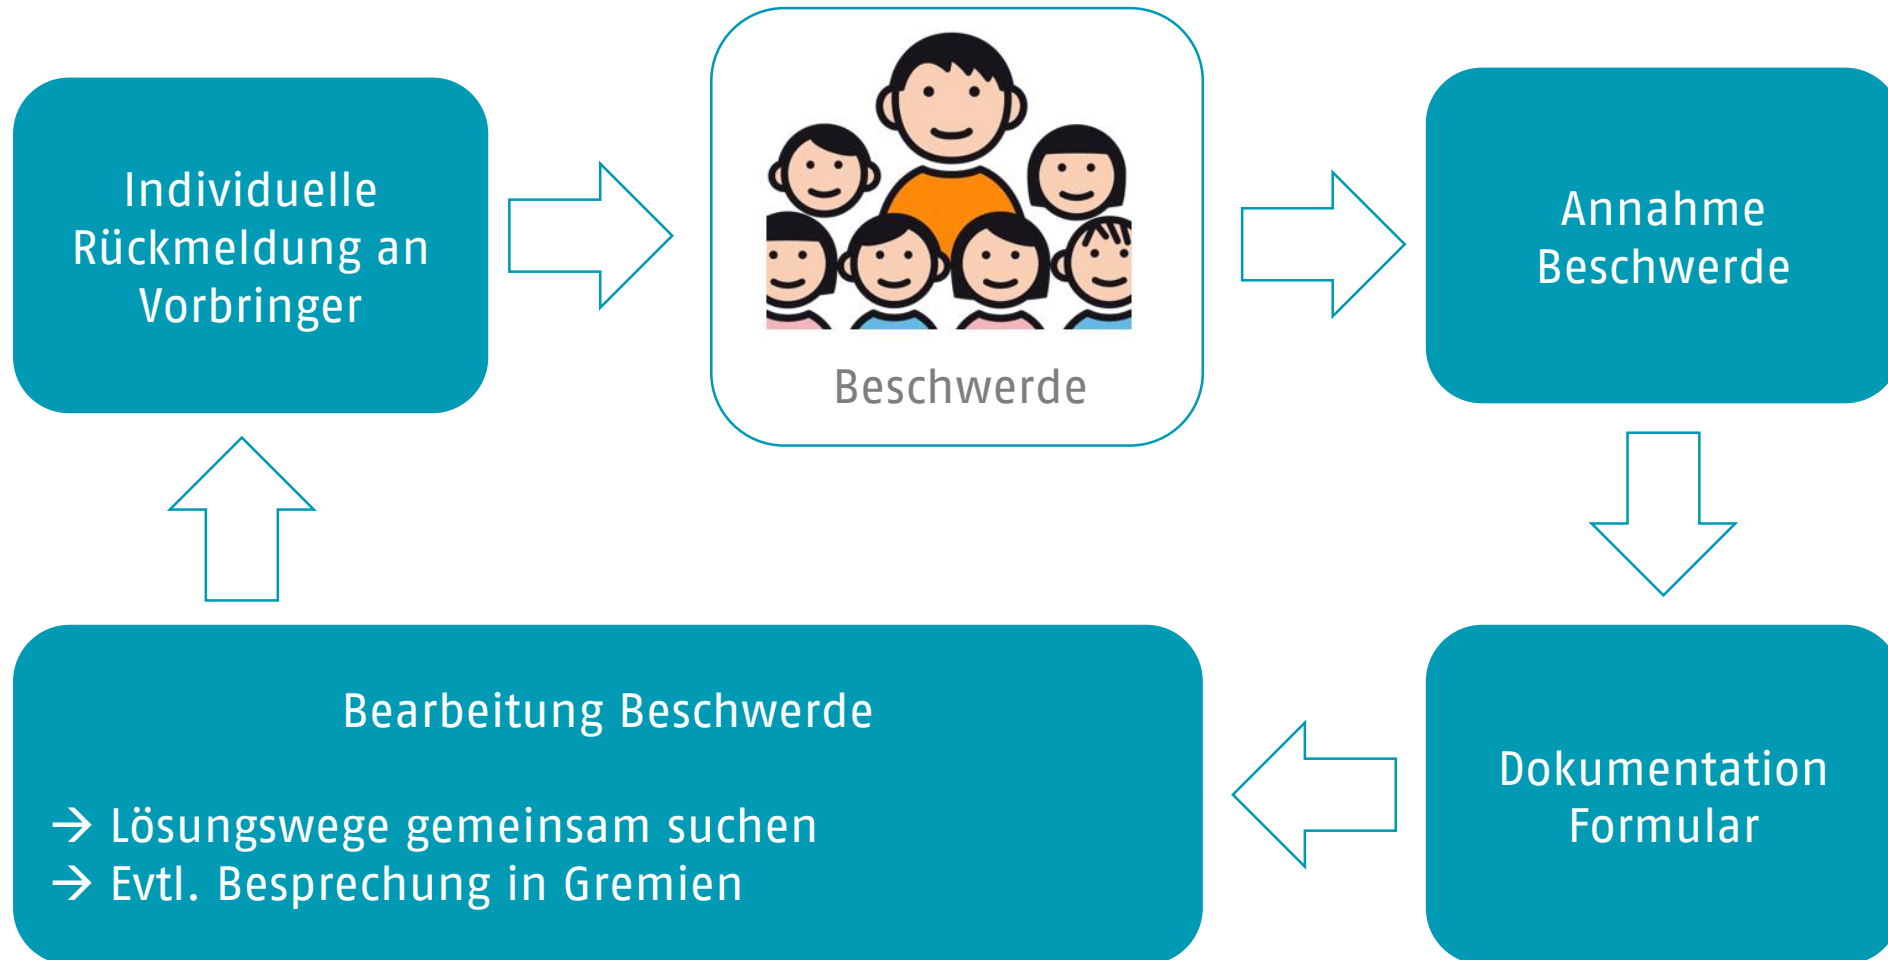 Individuelle
Rückmeldung an
Vorbringer
Beschwerde
Annahme
Beschwerde
Bearbeitung Beschwerde
→ Lösungswege gemeinsam suchen
→ Evtl. Besprechung in Gremien
Dokumentation
Formular